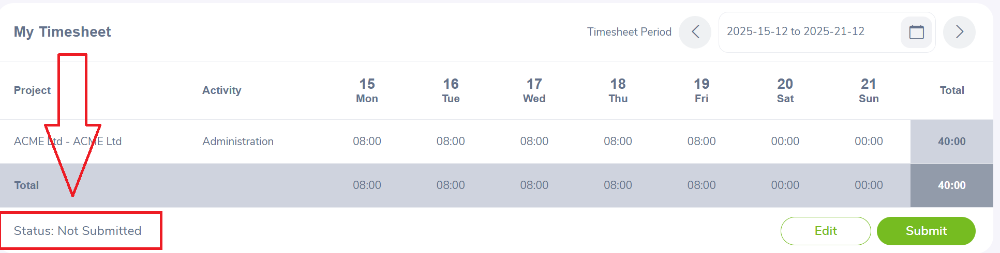 My Timesheet
Timesheet Period
2025-15-12 to 2025-21-12
Project Activity 15 Mon 16 Tue 17 Wed 18 Thu 19 Fri 20 Sat 21 Sun Total
ACME Ltd - ACME Ltd Administration 08:00 08:00 08:00 08:00 08:00 00:00 00:00 40:00
Total 08:00 08:00 08:00 08:00 08:00 00:00 00:00 40:00
Status: Not Submitted Edit Submit